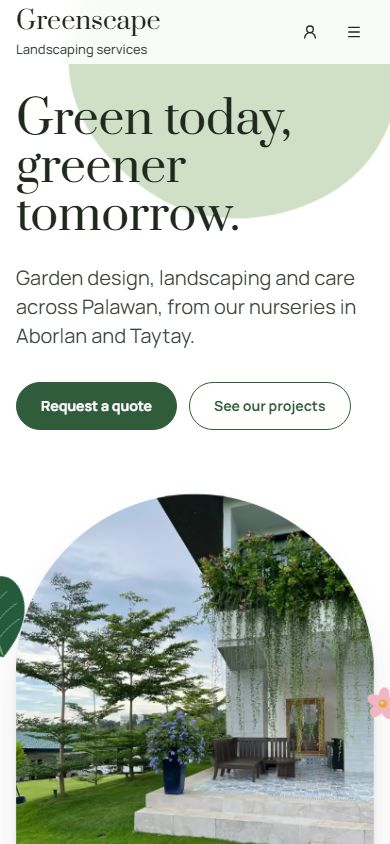 Greenscape
Landscaping services
Green today,
greener
tomorrow.
Garden design, landscaping and care
across Palawan, from our nurseries in
Aborlan and Taytay.
Request a quote
See our projects